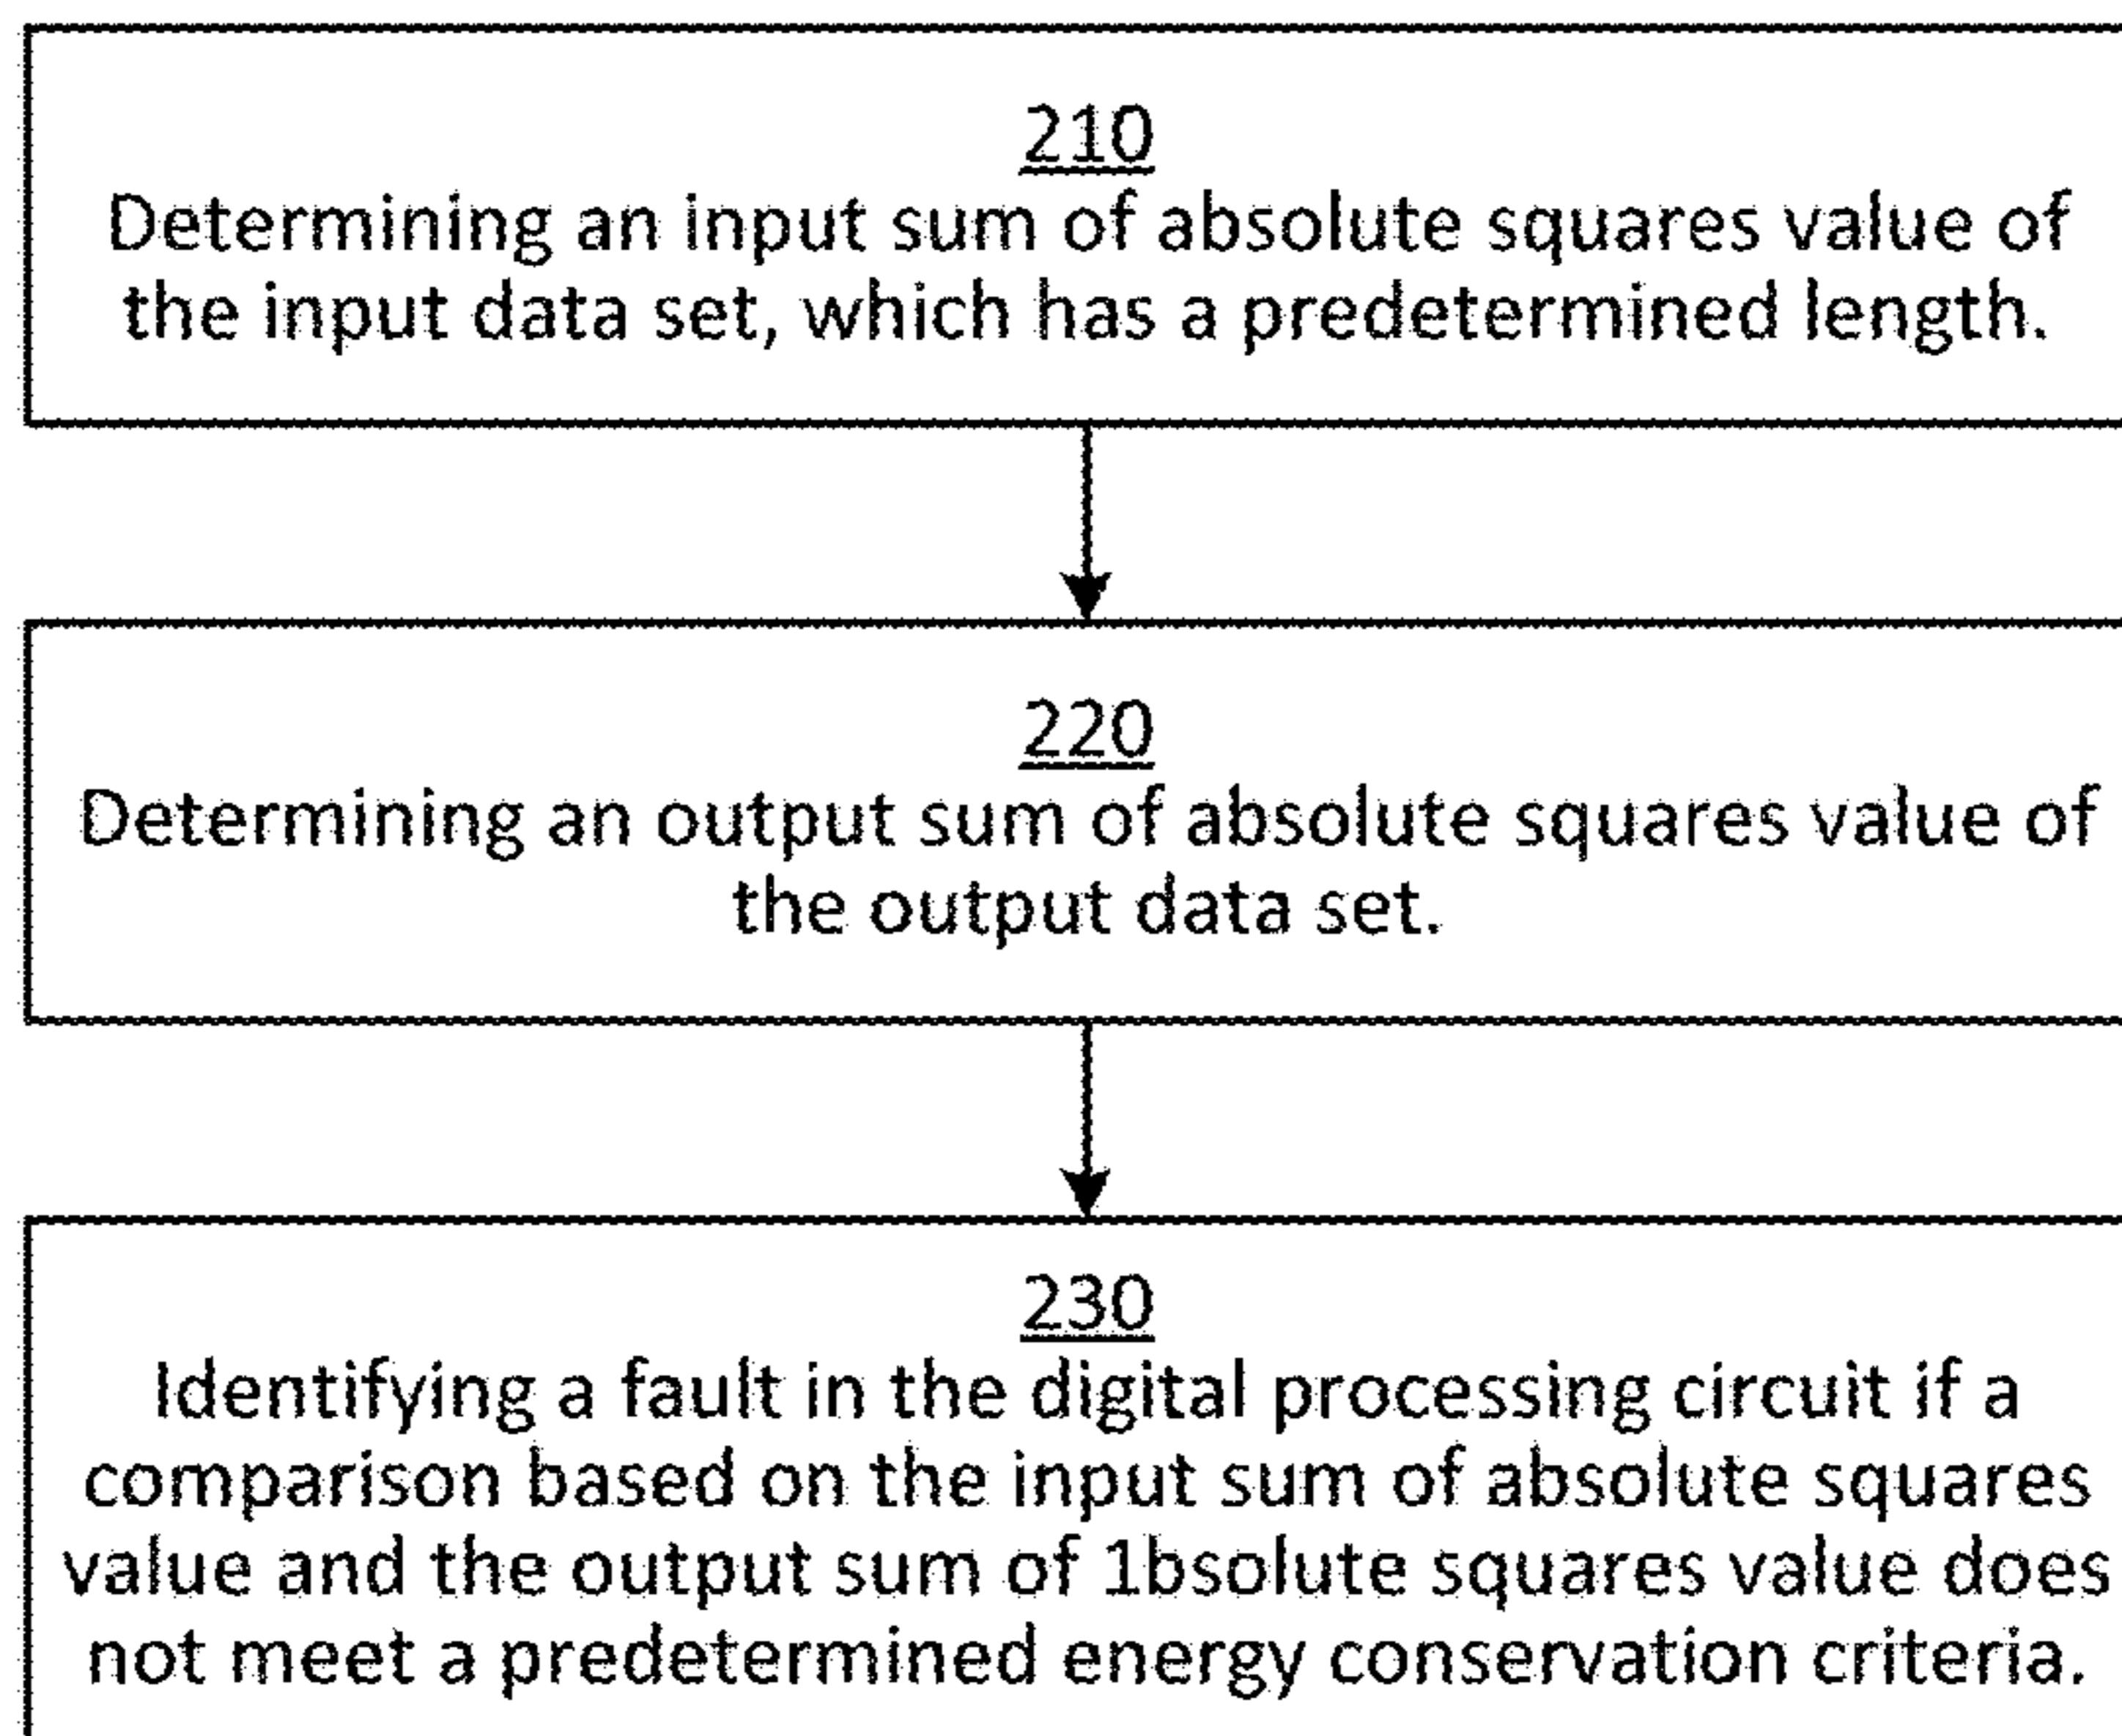 210
Determining an input sum of absolute squares value of
the input data set, which has a predetermined length.
220
Determining an output sum of absolute squares value of
the output data set.
230
Identifying a fault in the digital processing circuit if a
comparison based on the input sum of absolute squares
value and the output sum of 1bsolute squares value does
not meet a predetermined energy conservation criteria.